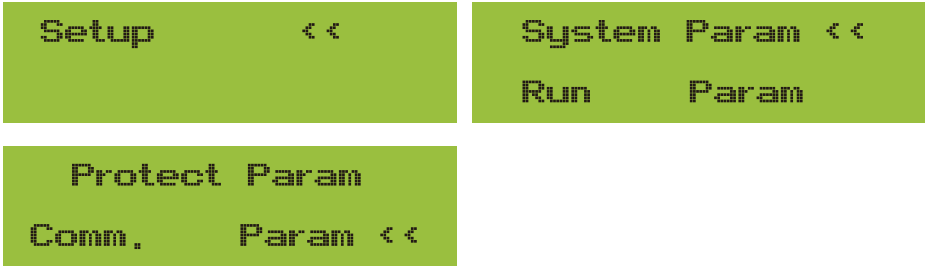 Setup <<
System Param <<
Run Param
Protect Param
Comm. Param <<